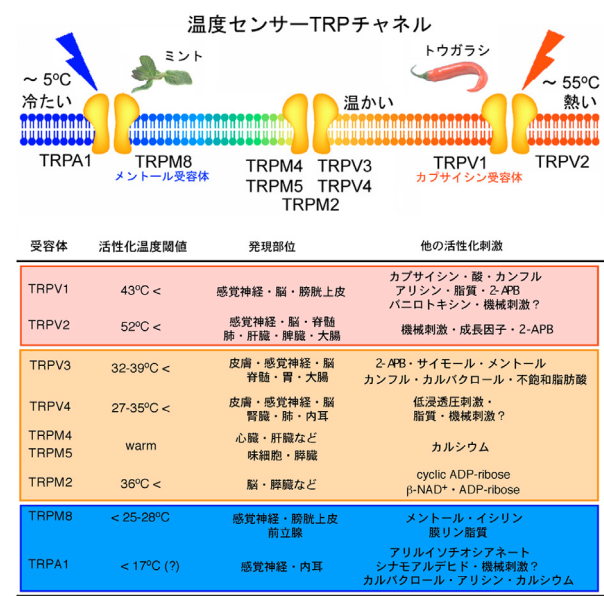 温度センサーTRPチャネル
ミント
トウガラシ
～ 5ºC
冷たい
温かい
～ 55ºC
熱い
TRPA1
TRPM8
メントール受容体
TRPM4
TRPM5
TRPM2
TRPV3
TRPV4
TRPV1
カプサイシン受容体
TRPV2
受容体 活性化温度閾値 発現部位 他の活性化刺激
TRPV1 43ºC < 感覚神経・脳・膀胱上皮 カプサイシン・酸・カンフル
アリシン・脂質・2-APB
バニロトキシン・機械刺激？
TRPV2 52ºC < 感覚神経・脳・脊髄
肺・肝臓・脾臓・大腸
機械刺激・成長因子・2-APB
TRPV3 32-39ºC < 皮膚・感覚神経・脳
脊髄・胃・大腸
2-APB・サイモール・メントール
カンフル・カルバクロール・不飽和脂肪酸
TRPV4 27-35ºC < 皮膚・感覚神経・脳
腎臓・肺・内耳
低浸透圧刺激・
脂質・機械刺激？
TRPM4
TRPM5
warm
心臓・肝臓など
味細胞・膵臓
カルシウム
TRPM2 36ºC < 脳・膵臓など cyclic ADP-ribose
β-NAD⁺・ADP-ribose
TRPM8 < 25-28ºC 感覚神経・膀胱上皮
前立腺
メントール・イシリン
膜リン脂質
TRPA1 < 17ºC (?) 感覚神経・内耳 アリルイソチオシアネート
シナモアルデヒド・機械刺激？
カルバクロール・アリシン・カルシウム